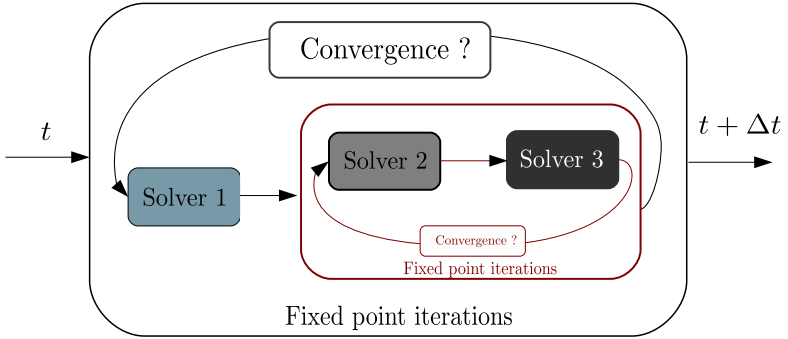 Convergence ?
t
t + Δt
Solver 2
Solver 3
Solver 1
Convergence ?
Fixed point iterations
Fixed point iterations